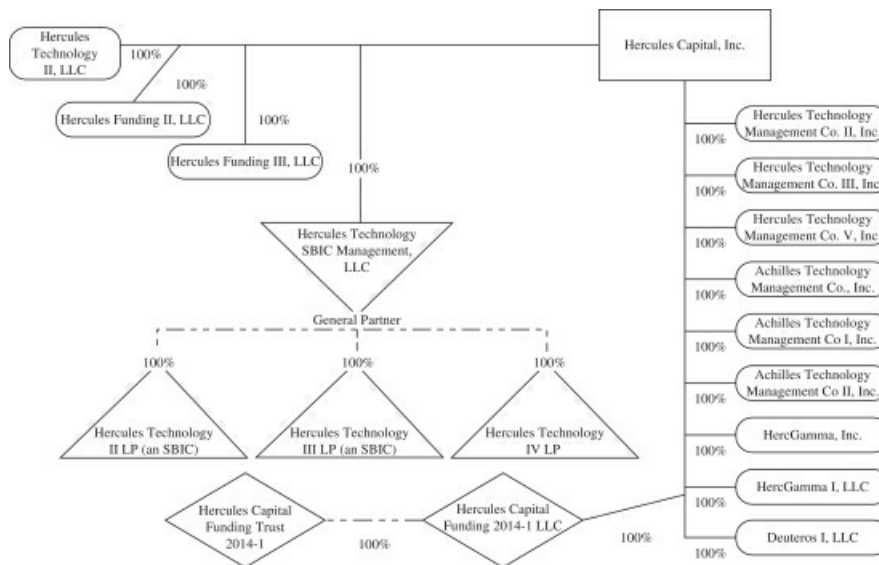 Hercules
Technology
II, LLC
100%
Hercules Capital, Inc.
100%
Hercules Funding II, LLC
100%
Hercules Funding III, LLC
100%
Hercules Technology
SBIC Management,
LLC
General Partner
100%
100%
100%
Hercules Technology
II LP (an SBIC)
Hercules Technology
III LP (an SBIC)
Hercules Technology
IV LP
Hercules Capital
Funding Trust
2014-1
100%
Hercules Capital
Funding 2014-1 LLC
100%
Hercules Technology
Management Co. II, Inc.
100%
Hercules Technology
Management Co. III, Inc
100%
Hercules Technology
Management Co. V, Inc.
100%
Achilles Technology
Management Co., Inc.
100%
Achilles Technology
Management Co I, Inc.
100%
Achilles Technology
Management Co II, Inc.
100%
HercGamma, Inc.
100%
HercGamma I, LLC
100%
Deuteros I, LLC
100%